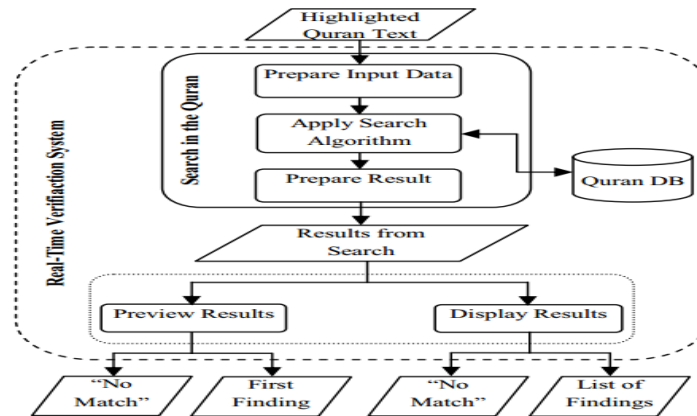 Highlighted
Quran Text
Real-Time Verifiaction System
Search in the Quran
Prepare Input Data
Apply Search
Algorithm
Prepare Result
Quran DB
Results from
Search
Preview Results
Display Results
“No
Match”
First
Finding
“No
Match”
List of
Findings